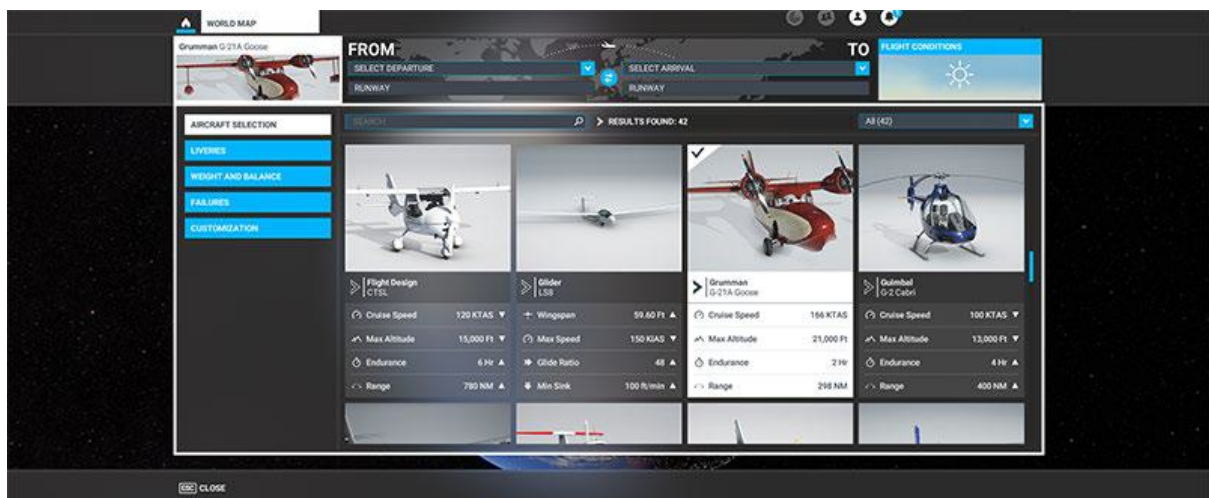 WORLD MAP
Grumman G-21A Goose
FROM
TO
FLIGHT CONDITIONS
SELECT DEPARTURE
SELECT ARRIVAL
RUNWAY
RUNWAY
AIRCRAFT SELECTION
SEARCH
RESULTS FOUND: 42
All (42)
LIVERIES
WEIGHT AND BALANCE
FAILURES
CUSTOMIZATION
Flight Design
CTSL
Cruise Speed 120 KTAS ▼
Max Altitude 15,000 Ft ▼
Endurance 6 Hr ▲
Range 780 NM ▲
Glider
LS8
Wingspan 59.60 Ft ▲
Max Speed 150 KIAS ▼
Glide Ratio 48 ▲
Min Sink 100 ft/min ▲
Grumman
G-21A Goose
Cruise Speed 166 KTAS
Max Altitude 21,000 Ft
Endurance 2 Hr
Range 298 NM
Guimbal
G-2 Cabri
Cruise Speed 100 KTAS ▼
Max Altitude 13,000 Ft ▼
Endurance 4 Hr ▲
Range 400 NM ▲
ESC CLOSE